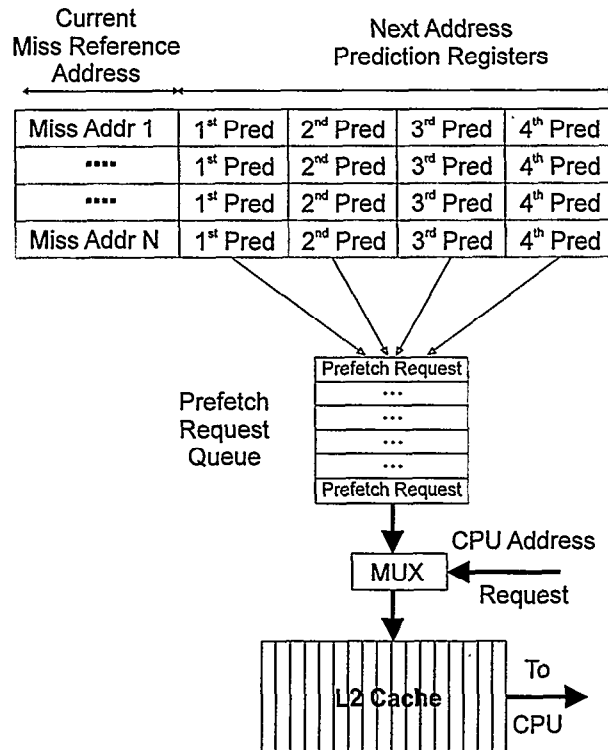 Current
Miss Reference
Address
Next Address
Prediction Registers
Miss Addr 1 1st Pred 2nd Pred 3rd Pred 4th Pred
.... 1st Pred 2nd Pred 3rd Pred 4th Pred
.... 1st Pred 2nd Pred 3rd Pred 4th Pred
Miss Addr N 1st Pred 2nd Pred 3rd Pred 4th Pred
Prefetch
Request
Queue
Prefetch Request
...
...
...
...
Prefetch Request
MUX
CPU Address
Request
L2 Cache
To
CPU